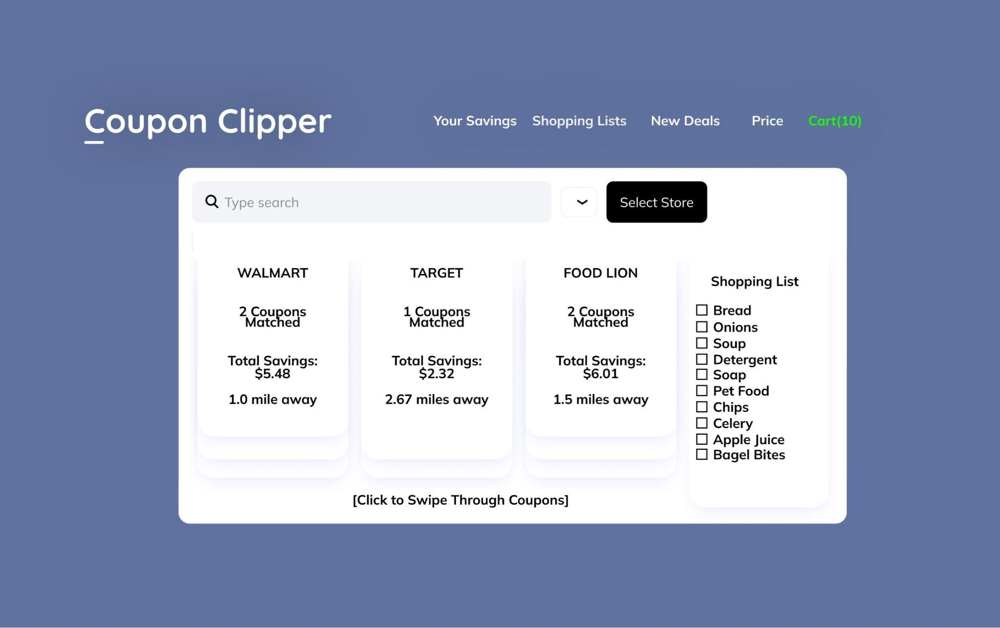 Coupon Clipper
Your Savings
Shopping Lists
New Deals
Price
Cart(10)
Type search
Select Store
WALMART
2 Coupons
Matched
Total Savings:
$5.48
1.0 mile away
TARGET
1 Coupons
Matched
Total Savings:
$2.32
2.67 miles away
FOOD LION
2 Coupons
Matched
Total Savings:
$6.01
1.5 miles away
Shopping List
Bread
Onions
Soup
Detergent
Soap
Pet Food
Chips
Celery
Apple Juice
Bagel Bites
[Click to Swipe Through Coupons]